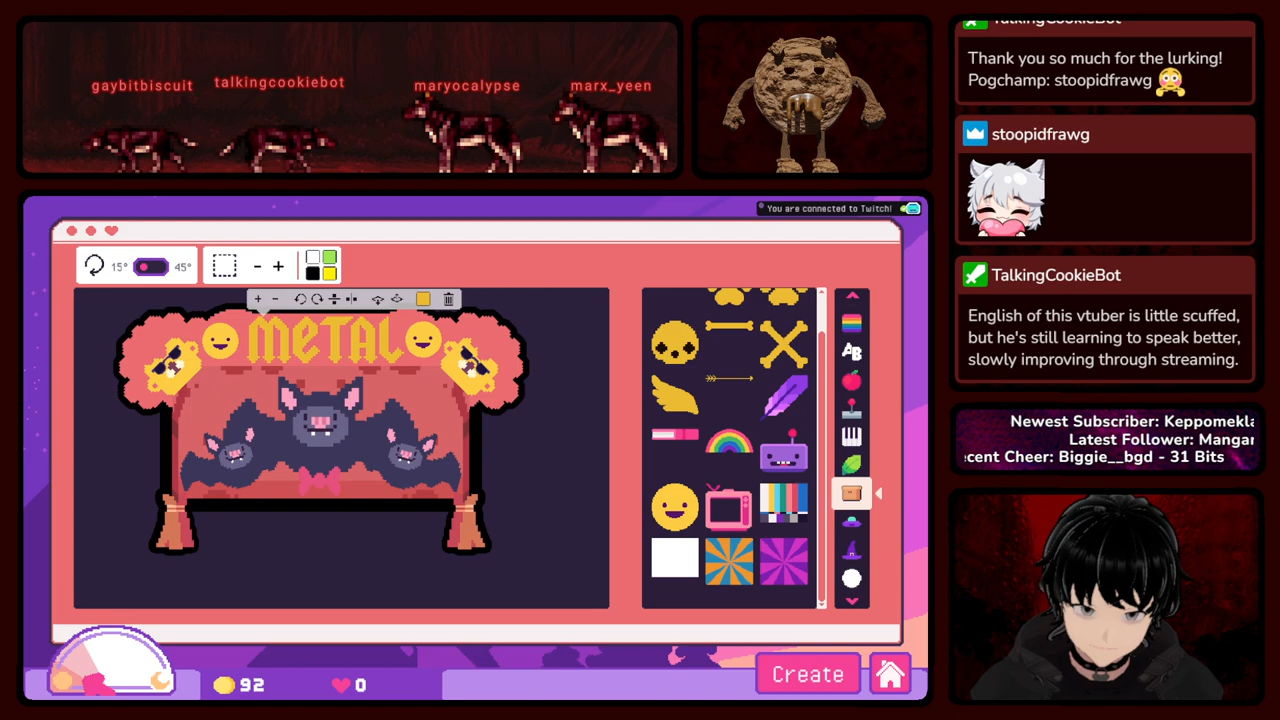 gaybitbiscuit
talkingcookiebot
maryocalypse
marx_yeen
TalkingCookieBot
Thank you so much for the lurking!
Pogchamp: stoopidfrawg
stoopidfrawg
TalkingCookieBot
English of this vtuber is little scuffed,
but he's still learning to speak better,
slowly improving through streaming.
Newest Subscriber: Keppomekla
Latest Follower: Mangar
cent Cheer: Biggie__bgd - 31 Bits
You are connected to Twitch!
15°
45°
- +
+ -
METAL
AB
92
0
Create